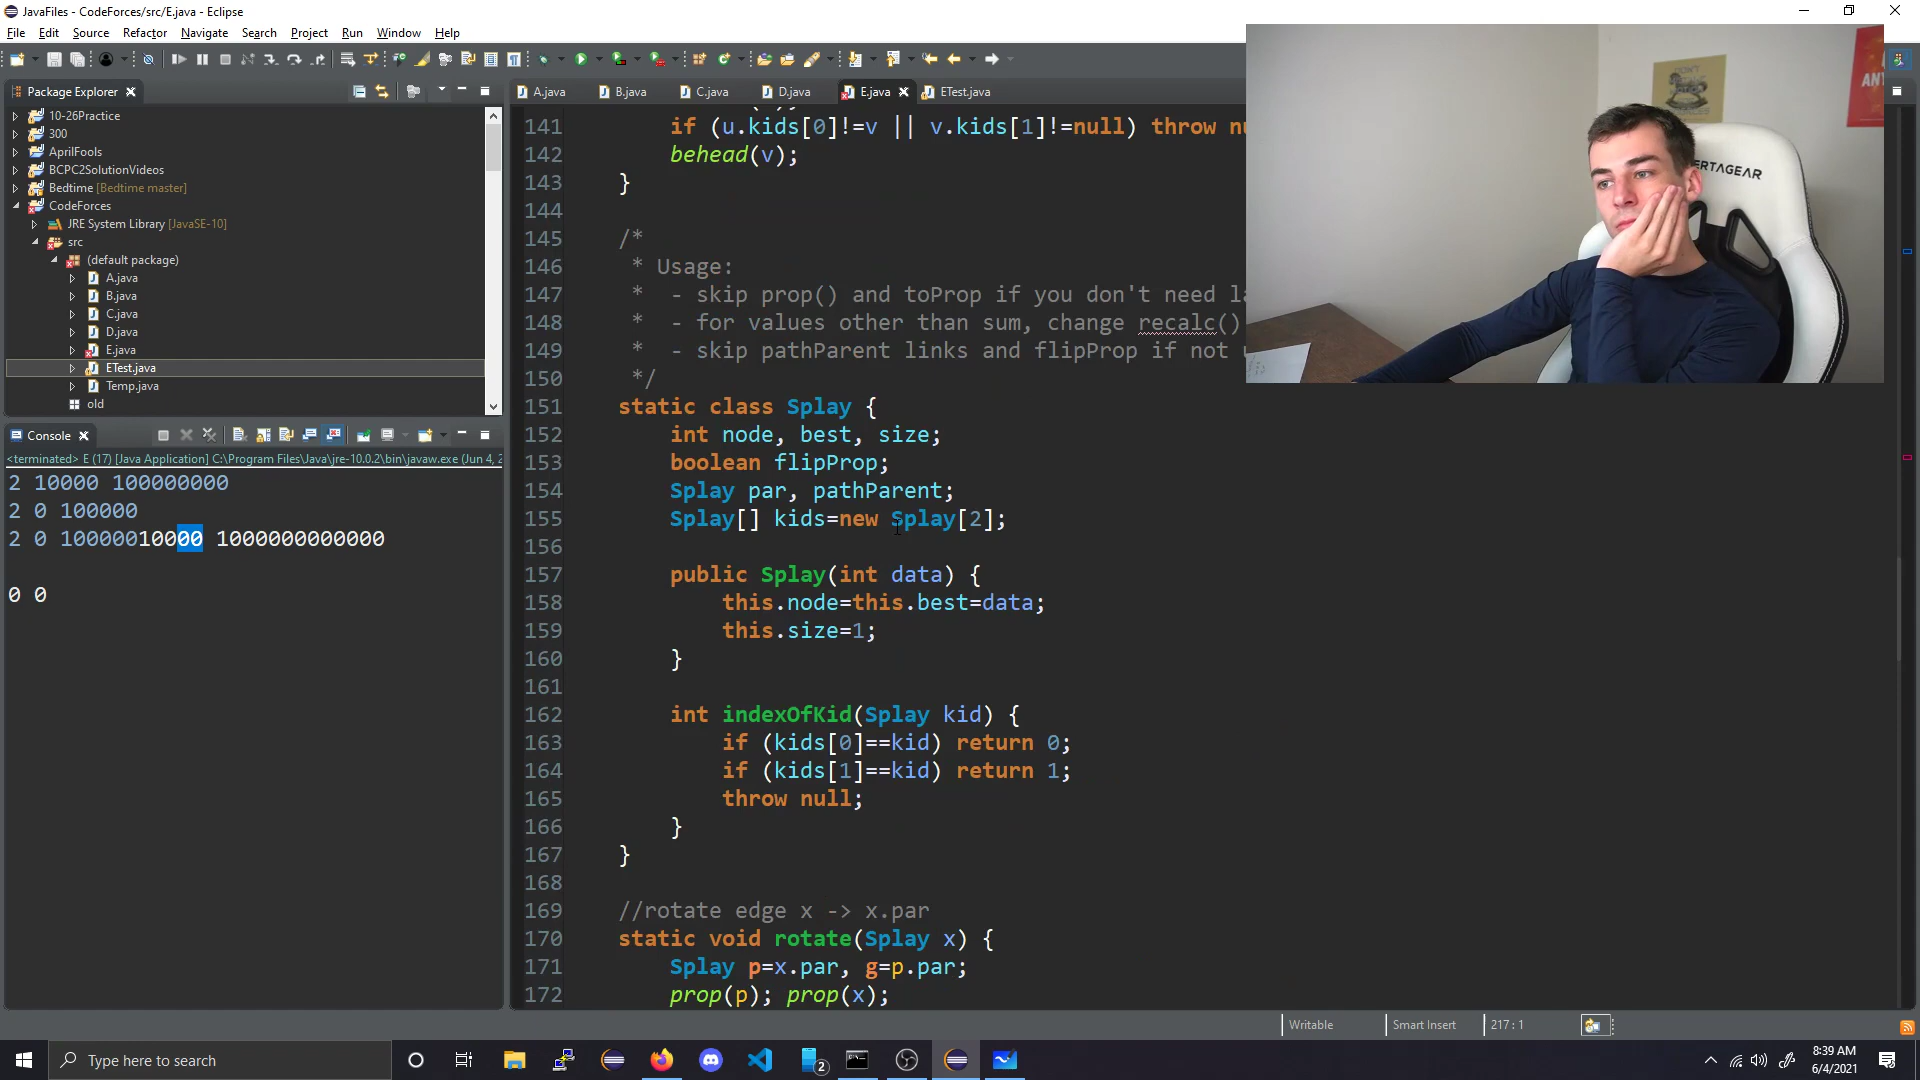 JavaFiles - CodeForces/src/E.java - Eclipse
File Edit Source Refactor Navigate Search Project Run Window Help
Package Explorer
10-26Practice
300
AprilFools
BCPC2SolutionVideos
Bedtime [Bedtime master]
CodeForces
JRE System Library [JavaSE-10]
src
(default package)
A.java
B.java
C.java
D.java
E.java
ETest.java
Temp.java
old
Console
<terminated> E (17) [Java Application] C:\Program Files\Java\jre-10.0.2\bin\javaw.exe (Jun 4, 2
2 10000 100000000
2 0 100000
2 0 10000010000 1000000000000
0 0
A.java B.java C.java D.java E.java ETest.java
141 if (u.kids[0]!=v || v.kids[1]!=null) throw nu
142 behead(v);
143 }
144
145 /*
146 * Usage:
147 * - skip prop() and toProp if you don't need la
148 * - for values other than sum, change recalc()
149 * - skip pathParent links and flipProp if not u
150 */
151 static class Splay {
152 int node, best, size;
153 boolean flipProp;
154 Splay par, pathParent;
155 Splay[] kids=new Splay[2];
156
157 public Splay(int data) {
158 this.node=this.best=data;
159 this.size=1;
160 }
161
162 int indexOfKid(Splay kid) {
163 if (kids[0]==kid) return 0;
164 if (kids[1]==kid) return 1;
165 throw null;
166 }
167 }
168
169 //rotate edge x -> x.par
170 static void rotate(Splay x) {
171 Splay p=x.par, g=p.par;
172 prop(p); prop(x);
Writable Smart Insert 217 : 1
Type here to search
2
8:39 AM
6/4/2021